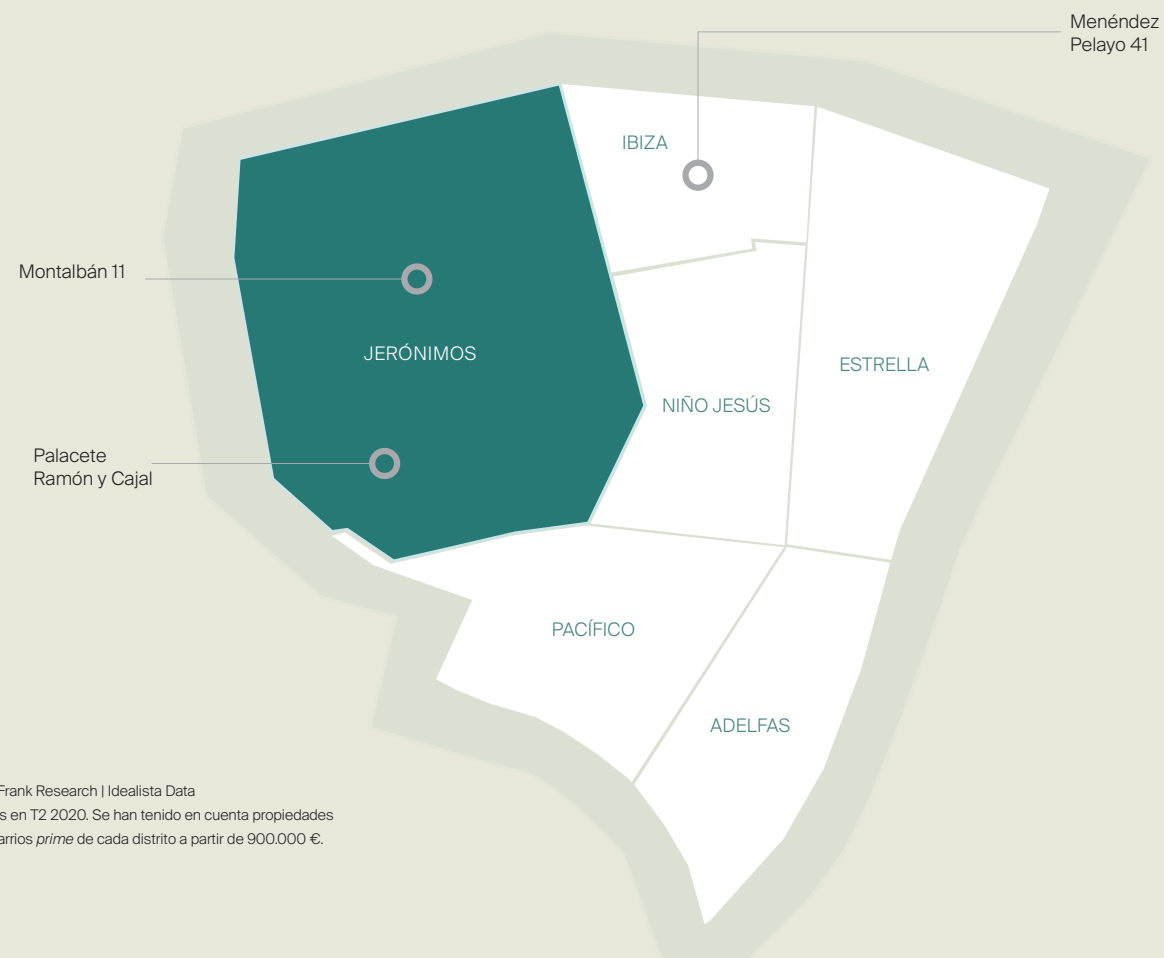 Menéndez
Pelayo 41
IBIZA
Montalbán 11
JERÓNIMOS
ESTRELLA
NIÑO JESÚS
Palacete
Ramón y Cajal
PACÍFICO
ADELFAS
Frank Research | Idealista Data
s en T2 2020. Se han tenido en cuenta propiedades
arrios prime de cada distrito a partir de 900.000 €.